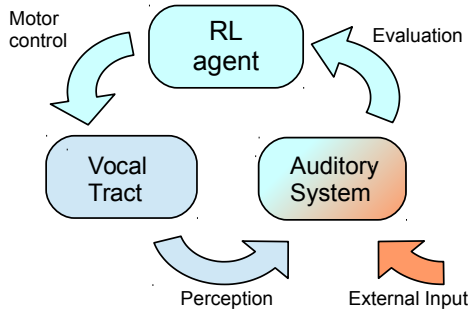 Motor
control
RL
agent
Evaluation
Vocal
Tract
Auditory
System
Perception
External Input